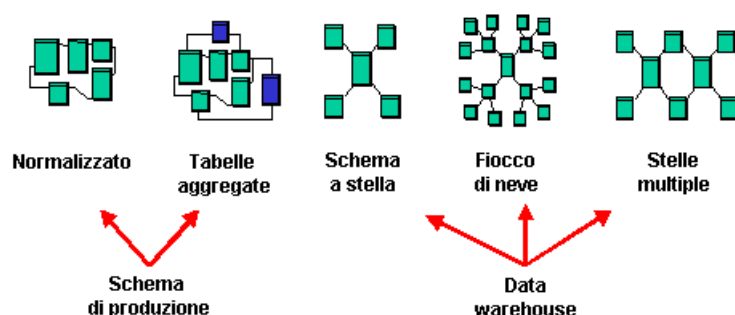 Normalizzato
Tabelle
aggregate
Schema
a stella
Fiocco
di neve
Stelle
multiple
Schema
di produzione
Data
warehouse